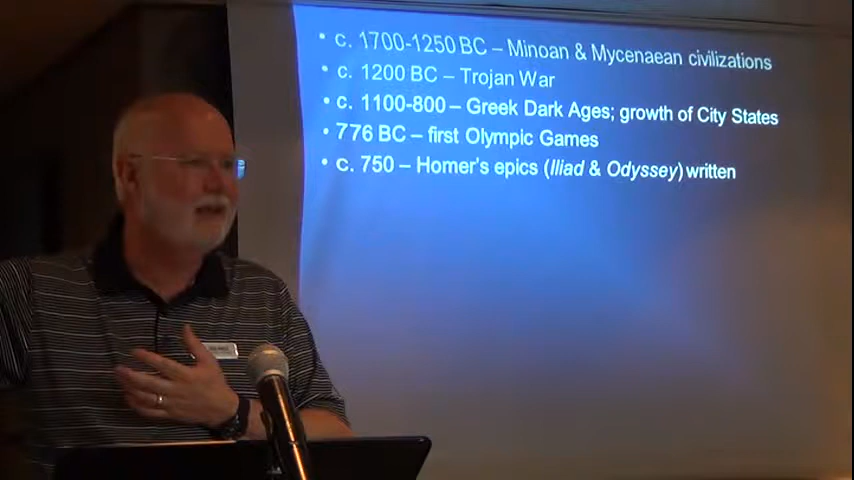 • c. 1700-1250 BC – Minoan & Mycenaean civilizations
• c. 1200 BC – Trojan War
• c. 1100-800 – Greek Dark Ages; growth of City States
• 776 BC – first Olympic Games
• c. 750 – Homer's epics (Iliad & Odyssey) written